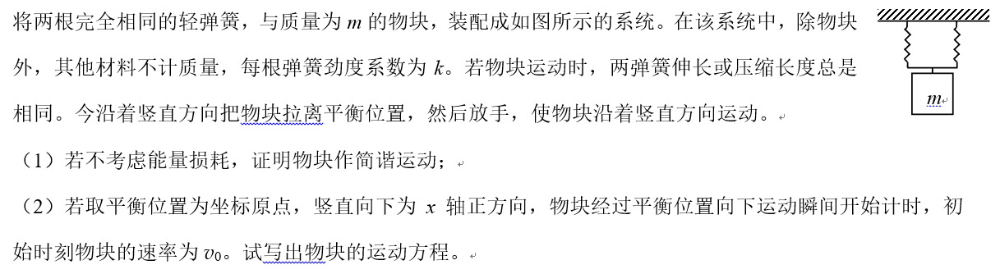 将两根完全相同的轻弹簧，与质量为 m 的物块，装配成如图所示的系统。在该系统中，除物块
外，其他材料不计质量，每根弹簧劲度系数为 k。若物块运动时，两弹簧伸长或压缩长度总是
相同。今沿着竖直方向把物块拉离平衡位置，然后放手，使物块沿着竖直方向运动。
m
（1）若不考虑能量损耗，证明物块作简谐运动；
（2）若取平衡位置为坐标原点，竖直向下为 x 轴正方向，物块经过平衡位置向下运动瞬间开始计时，初
始时刻物块的速率为 v₀。试写出物块的运动方程。